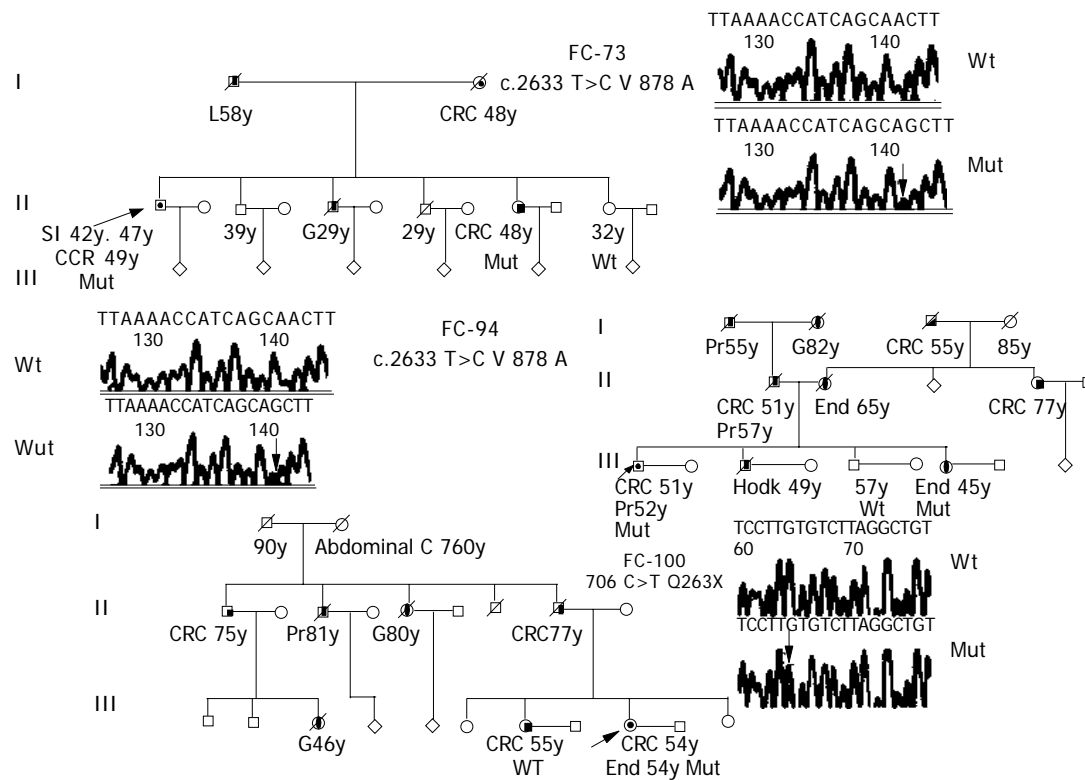 FC-73
c.2633 T>C V 878 A
TTAAAACCATCAGCAACTT
130 140
Wt
TTAAAACCATCAGCAGCTT
130 140
Mut
I
L58y
CRC 48y
II
SI 42y. 47y
CCR 49y
Mut
39y
G29y
29y
CRC 48y
Mut
32y
Wt
III
FC-94
c.2633 T>C V 878 A
TTAAAACCATCAGCAACTT
130 140
Wt
TTAAAACCATCAGCAGCTT
130 140
Wut
I
Pr55y
G82y
CRC 55y
85y
II
CRC 51y
Pr57y
End 65y
CRC 77y
III
CRC 51y
Pr52y
Mut
Hodk 49y
57y
Wt
End 45y
Mut
FC-100
706 C>T Q263X
TCCTTGTGTCTTAGGCTGT
60 70
Wt
TCCTTGTGTCTTAGGCTGT
Mut
I
90y
Abdominal C 760y
II
CRC 75y
Pr81y
G80y
CRC77y
III
G46y
CRC 55y
WT
CRC 54y
End 54y Mut